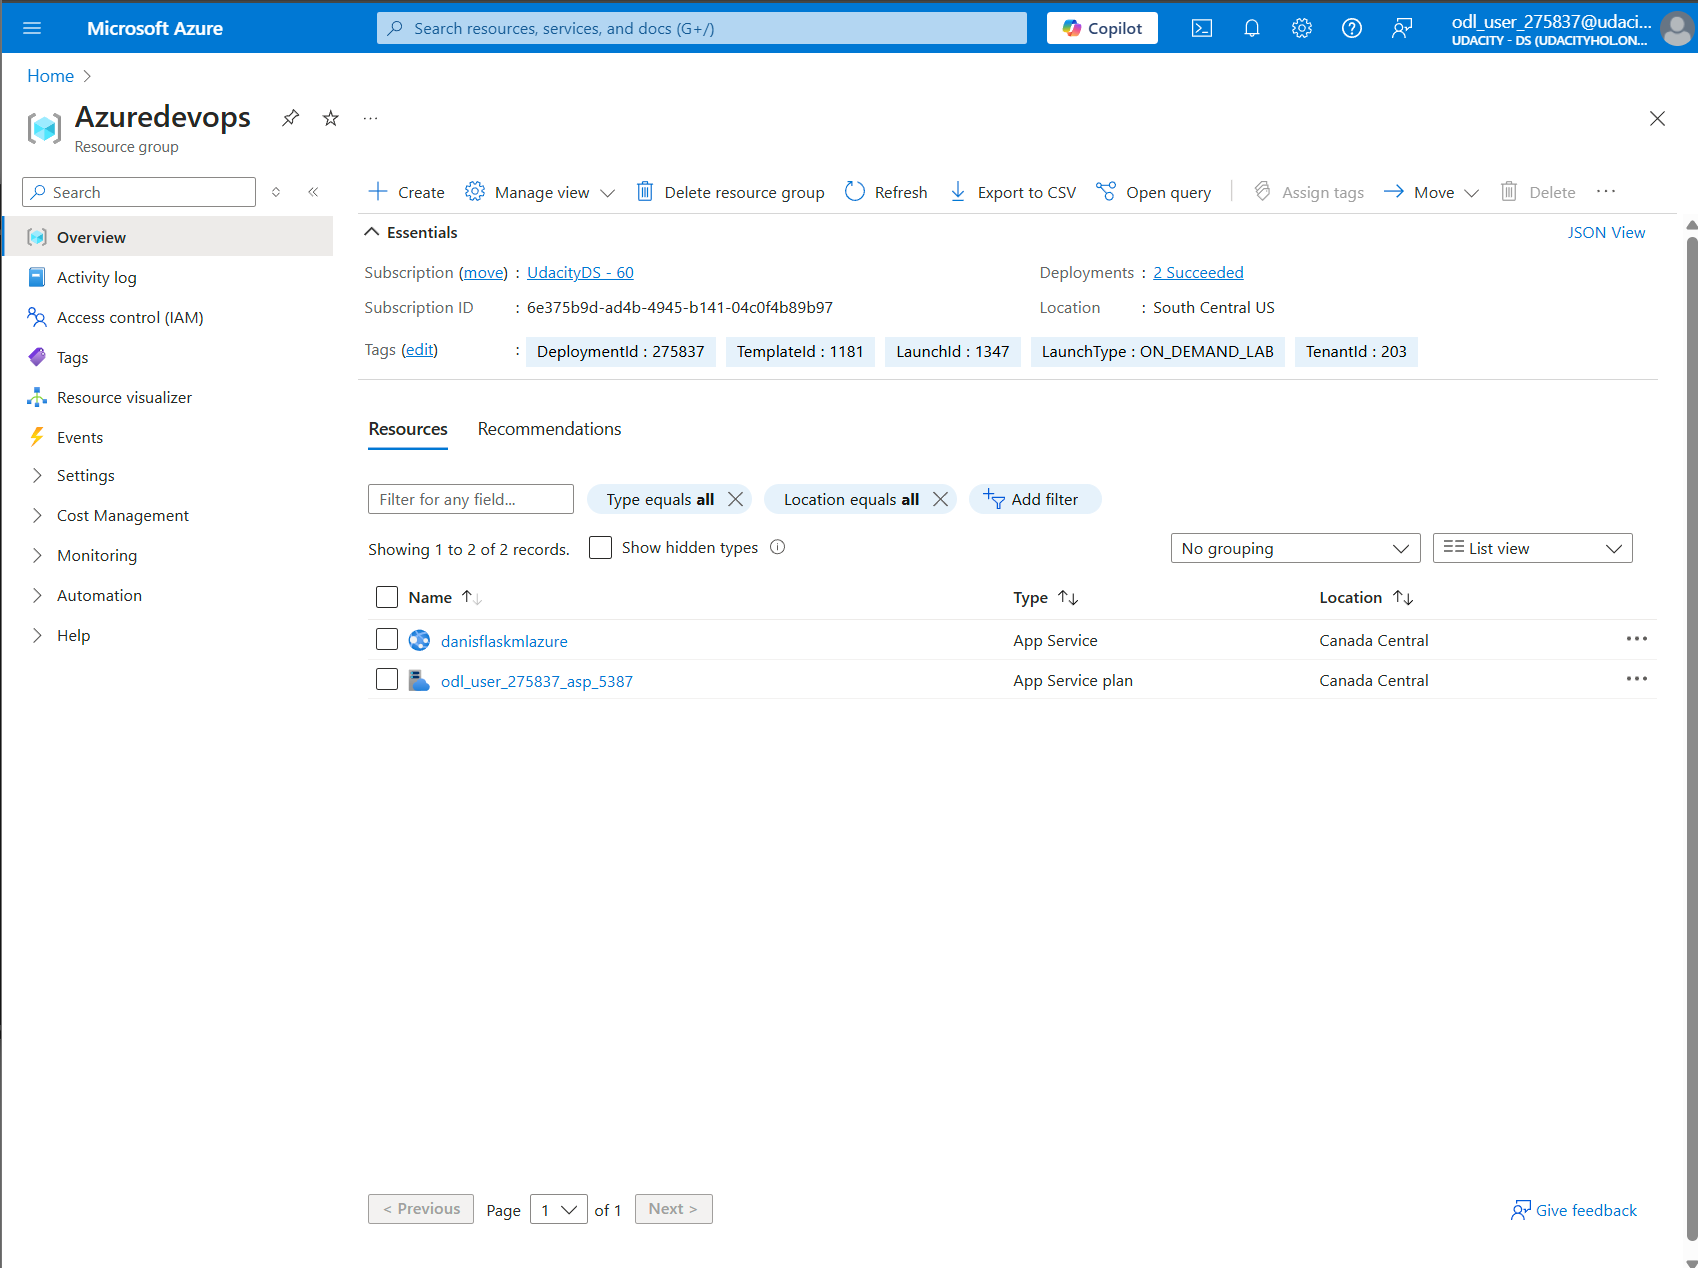 Microsoft Azure
Search resources, services, and docs (G+/)
Copilot
odl_user_275837@udaci...
UDACITY - DS (UDACITYHOL.ON...
Home
Azuredevops
Resource group
Search
Create
Manage view
Delete resource group
Refresh
Export to CSV
Open query
Assign tags
Move
Delete
Overview
Activity log
Access control (IAM)
Tags
Resource visualizer
Events
Settings
Cost Management
Monitoring
Automation
Help
Essentials
JSON View
Subscription (move) : UdacityDS - 60
Deployments : 2 Succeeded
Subscription ID : 6e375b9d-ad4b-4945-b141-04c0f4b89b97
Location : South Central US
Tags (edit) : DeploymentId : 275837 TemplateId : 1181 LaunchId : 1347 LaunchType : ON_DEMAND_LAB TenantId : 203
Resources Recommendations
Filter for any field... Type equals all Location equals all Add filter
Showing 1 to 2 of 2 records. Show hidden types No grouping List view
Name Type Location
danisflaskmlazure App Service Canada Central
odl_user_275837_asp_5387 App Service plan Canada Central
< Previous Page 1 of 1 Next >
Give feedback